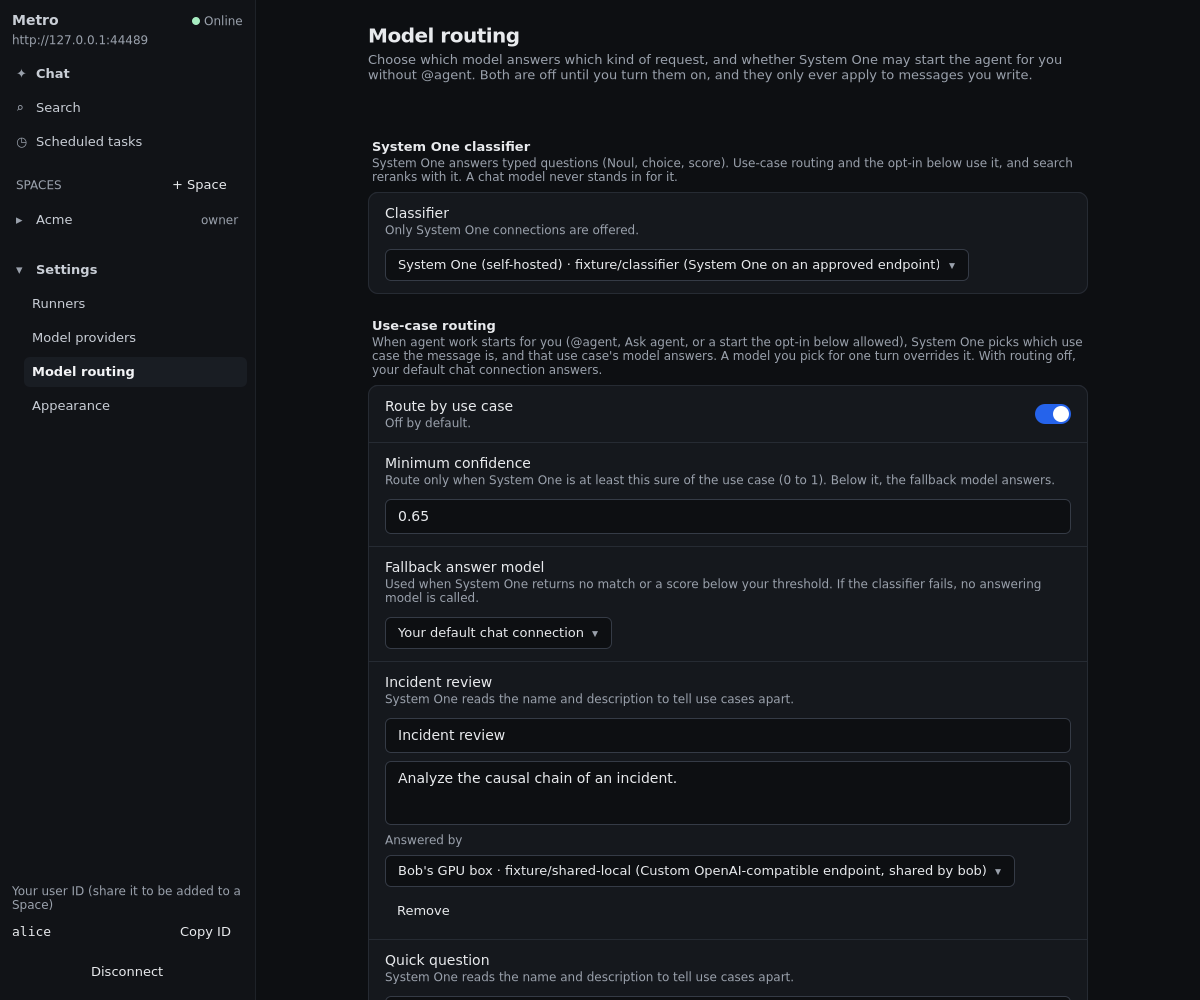 Metro
Online
http://127.0.0.1:44489
Chat
Search
Scheduled tasks
SPACES
+ Space
Acme
owner
Settings
Runners
Model providers
Model routing
Appearance
Your user ID (share it to be added to a
Space)
alice
Copy ID
Disconnect
Model routing
Choose which model answers which kind of request, and whether System One may start the agent for you
without @agent. Both are off until you turn them on, and they only ever apply to messages you write.
System One classifier
System One answers typed questions (Noul, choice, score). Use-case routing and the opt-in below use it, and search
reranks with it. A chat model never stands in for it.
Classifier
Only System One connections are offered.
System One (self-hosted) · fixture/classifier (System One on an approved endpoint)
Use-case routing
When agent work starts for you (@agent, Ask agent, or a start the opt-in below allowed), System One picks which use
case the message is, and that use case's model answers. A model you pick for one turn overrides it. With routing off,
your default chat connection answers.
Route by use case
Off by default.
Minimum confidence
Route only when System One is at least this sure of the use case (0 to 1). Below it, the fallback model answers.
0.65
Fallback answer model
Used when System One returns no match or a score below your threshold. If the classifier fails, no answering
model is called.
Your default chat connection
Incident review
System One reads the name and description to tell use cases apart.
Incident review
Analyze the causal chain of an incident.
Answered by
Bob's GPU box · fixture/shared-local (Custom OpenAI-compatible endpoint, shared by bob)
Remove
Quick question
System One reads the name and description to tell use cases apart.